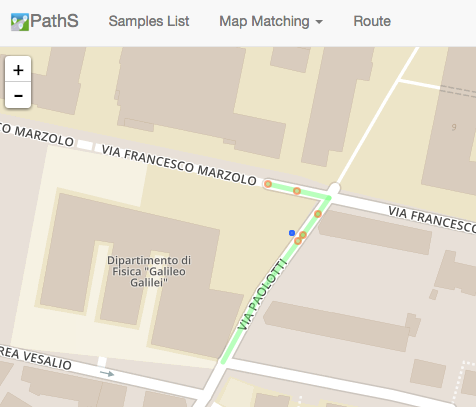 PathS Samples List Map Matching Route
+
-
9
CO MARZOLO
VIA FRANCESCO MARZOLO
VIA FRANCESCO
Dipartimento di
Fisica "Galileo
Galilei"
VIA PAOLOTTI
REA VESALIO